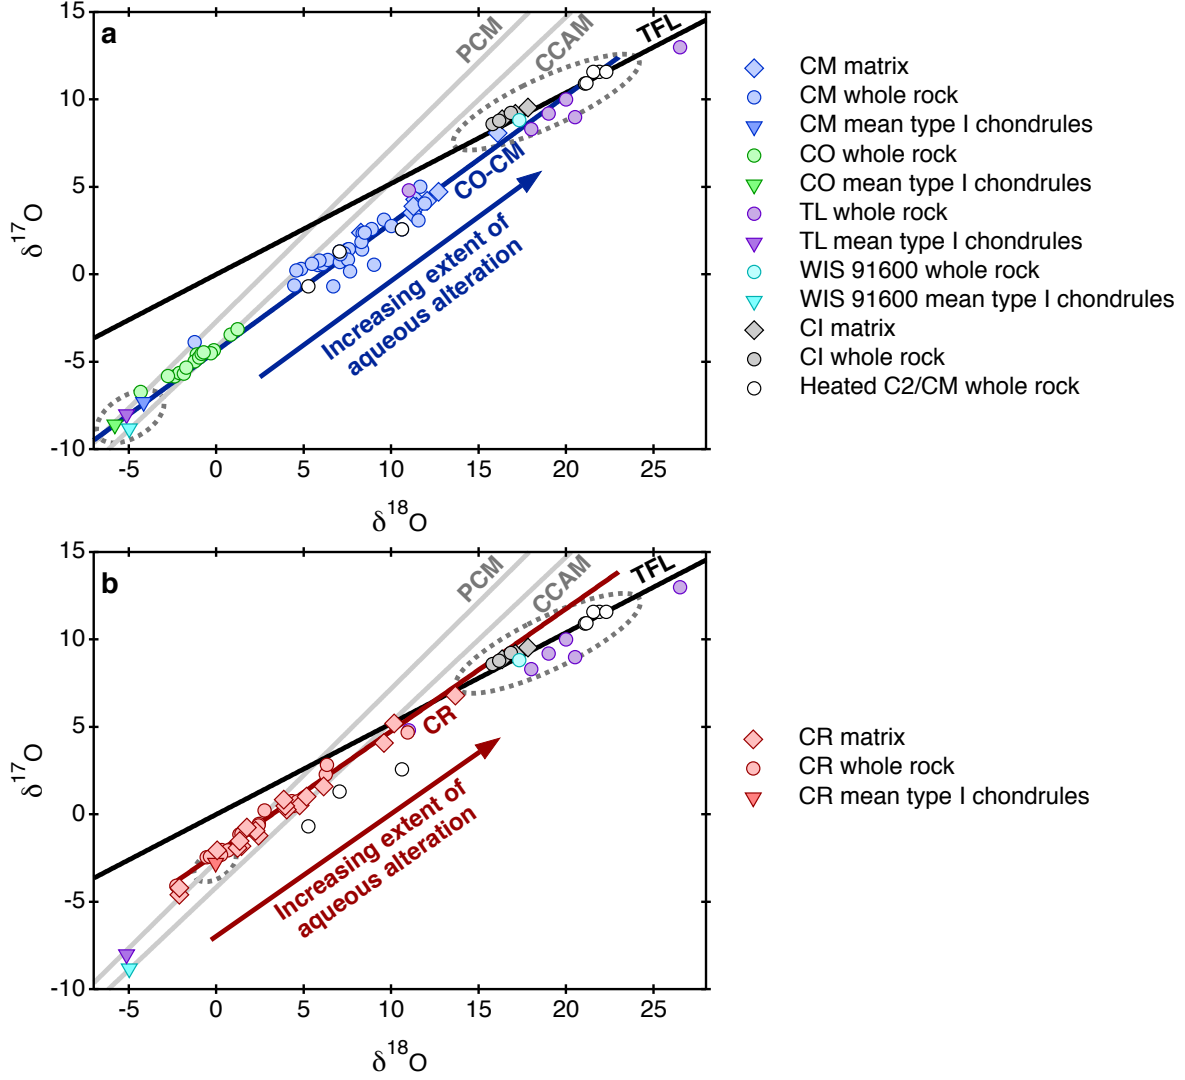 a
PCM
CCAM
TFL
CO-CM
Increasing extent of
aqueous alteration
15
10
5
0
-5
-10
-5 0 5 10 15 20 25
δ17O
δ18O
CM matrix
CM whole rock
CM mean type I chondrules
CO whole rock
CO mean type I chondrules
TL whole rock
TL mean type I chondrules
WIS 91600 whole rock
WIS 91600 mean type I chondrules
CI matrix
CI whole rock
Heated C2/CM whole rock
b
PCM
CCAM
TFL
CR
Increasing extent of
aqueous alteration
15
10
5
0
-5
-10
-5 0 5 10 15 20 25
δ17O
δ18O
CR matrix
CR whole rock
CR mean type I chondrules